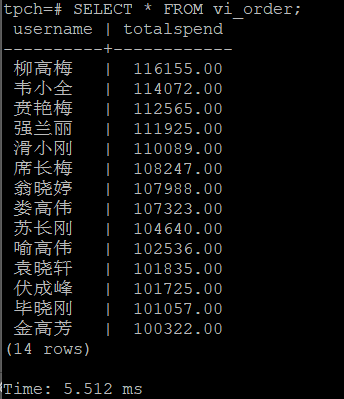 tpch=# SELECT * FROM vi_order;
username | totalspend
----------+------------
柳高梅 | 116155.00
韦小全 | 114072.00
贲艳梅 | 112565.00
强兰丽 | 111925.00
滑小刚 | 110089.00
席长梅 | 108247.00
翁晓婷 | 107988.00
娄高伟 | 107323.00
苏长刚 | 104640.00
喻高伟 | 102536.00
袁晓轩 | 101835.00
伏成峰 | 101725.00
毕晓刚 | 101057.00
金高芳 | 100322.00
(14 rows)
Time: 5.512 ms